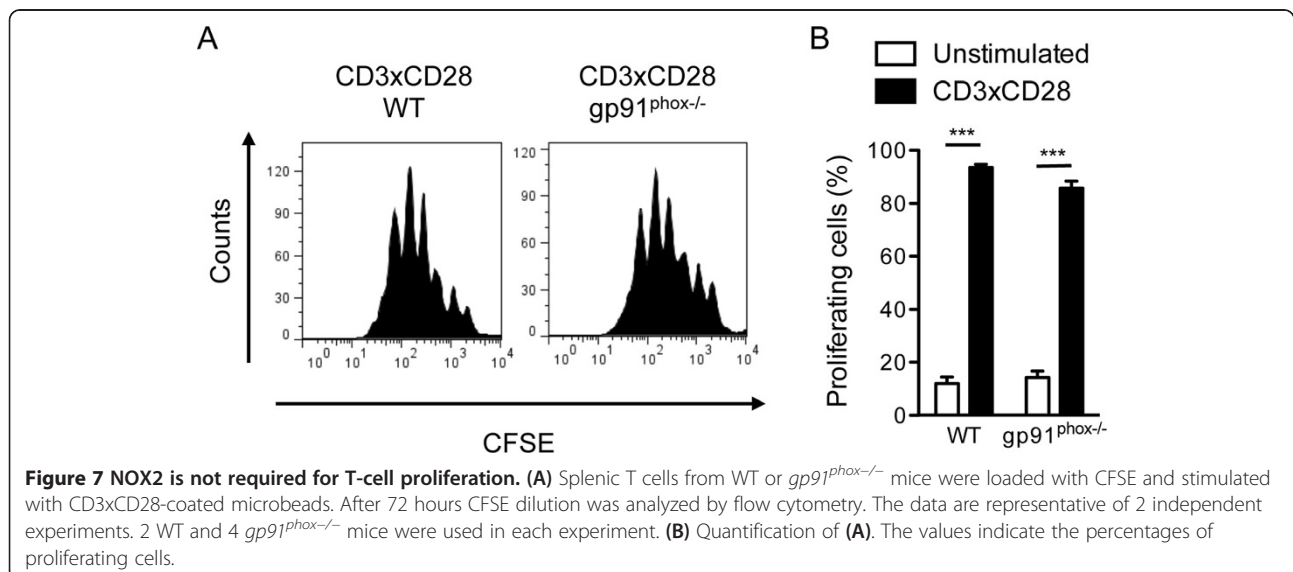 A
CD3xCD28
WT
CD3xCD28
gp91phox-/-
Counts
120
90
60
30
0
10^0 10^1 10^2 10^3 10^4
120
90
60
30
0
10^0 10^1 10^2 10^3 10^4
CFSE
B
Unstimulated
CD3xCD28
Proliferating cells (%)
100
80
60
40
20
0
***
***
WT
gp91phox-/-
Figure 7 NOX2 is not required for T-cell proliferation. (A) Splenic T cells from WT or gp91phox−/− mice were loaded with CFSE and stimulated
with CD3xCD28-coated microbeads. After 72 hours CFSE dilution was analyzed by flow cytometry. The data are representative of 2 independent
experiments. 2 WT and 4 gp91phox−/− mice were used in each experiment. (B) Quantification of (A). The values indicate the percentages of
proliferating cells.